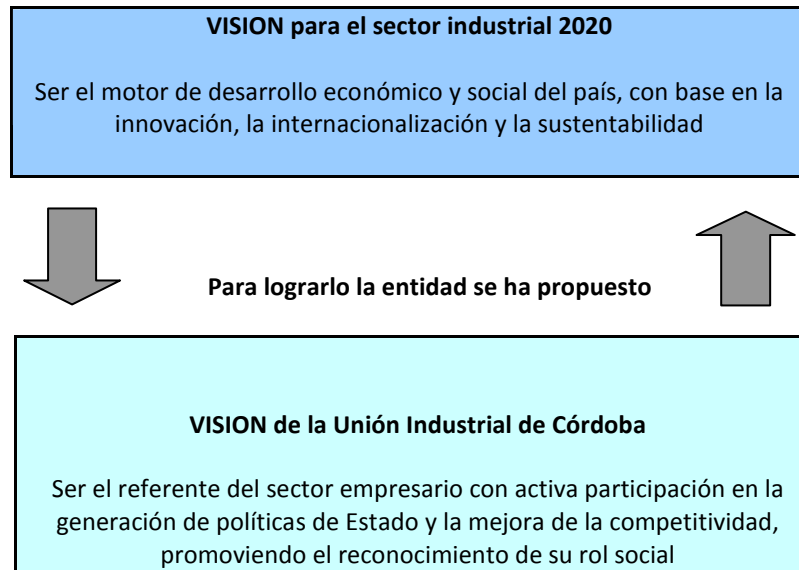 VISION para el sector industrial 2020
Ser el motor de desarrollo económico y social del país, con base en la
innovación, la internacionalización y la sustentabilidad
Para lograrlo la entidad se ha propuesto
VISION de la Unión Industrial de Córdoba
Ser el referente del sector empresario con activa participación en la
generación de políticas de Estado y la mejora de la competitividad,
promoviendo el reconocimiento de su rol social